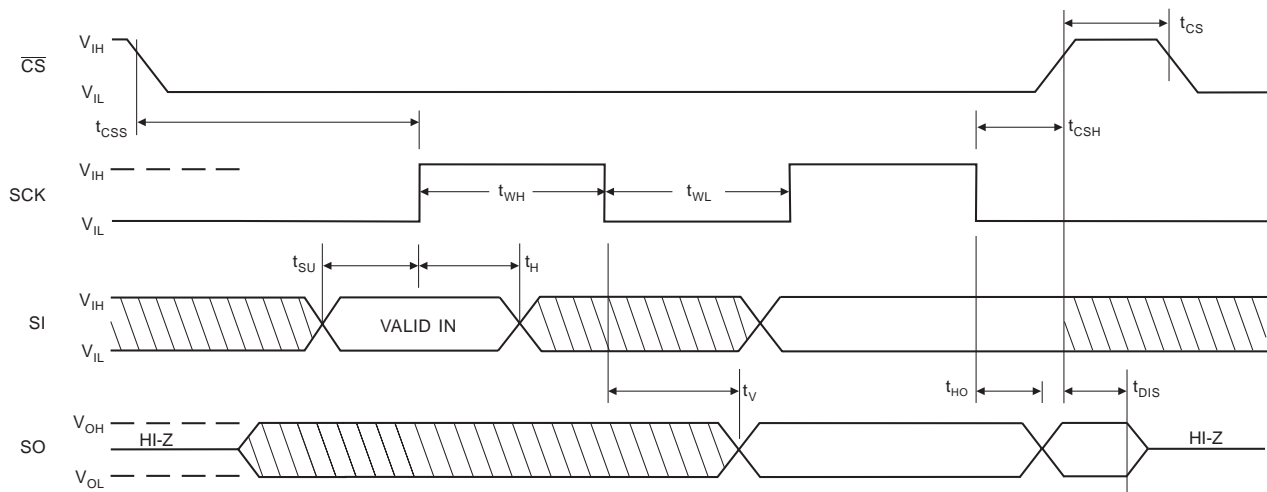 t_CS
V_IH
CS
V_IL
t_CSS
t_CSH
V_IH
SCK
t_WH
t_WL
V_IL
t_SU
t_H
V_IH
SI
VALID IN
V_IL
t_V
t_HO
t_DIS
V_OH
SO
HI-Z
HI-Z
V_OL